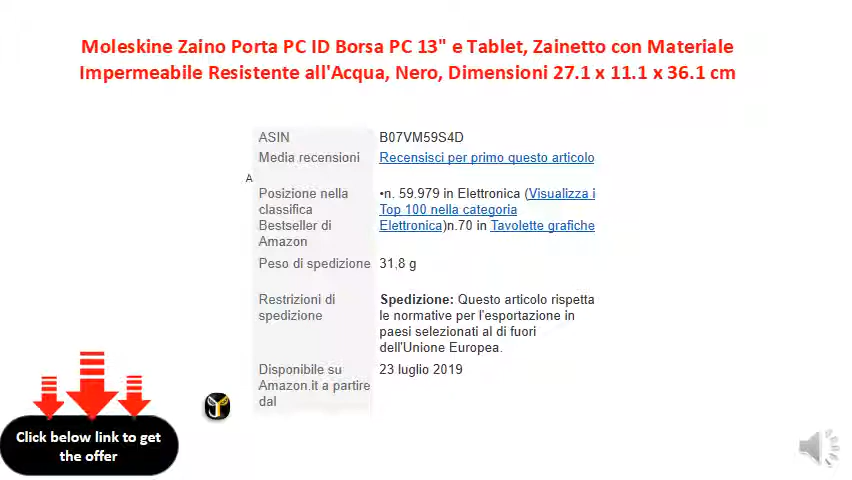 Moleskine Zaino Porta PC ID Borsa PC 13" e Tablet, Zainetto con Materiale
Impermeabile Resistente all'Acqua, Nero, Dimensioni 27.1 x 11.1 x 36.1 cm
ASIN B07VM59S4D
Media recensioni Recensisci per primo questo articolo
A
Posizione nella •n. 59.979 in Elettronica (Visualizza i
classifica Top 100 nella categoria
Bestseller di Elettronica)n.70 in Tavolette grafiche
Amazon
Peso di spedizione 31,8 g
Restrizioni di Spedizione: Questo articolo rispetta
spedizione le normative per l'esportazione in
paesi selezionati al di fuori
dell'Unione Europea.
Disponibile su 23 luglio 2019
Amazon.it a partire
dal
Click below link to get
the offer